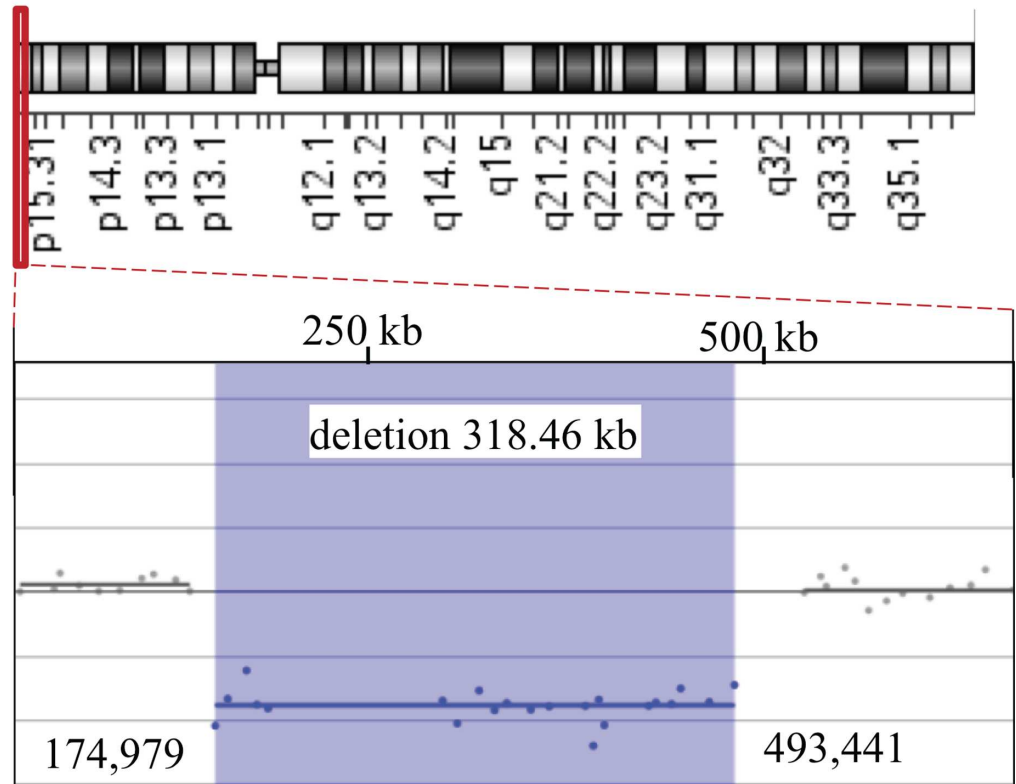 p15.31
p14.3
p13.3
p13.1
q12.1
q13.2
q14.2
q15
q21.2
q22.2
q23.2
q31.1
q32
q33.3
q35.1
250 kb
500 kb
deletion 318.46 kb
174,979
493,441